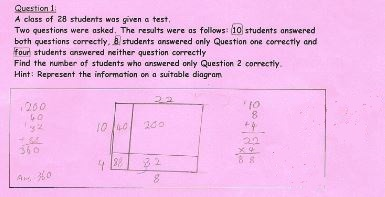 Question 1:
A class of 28 students was given a test.
Two questions were asked. The results were as follows: 10 students answered
both questions correctly, 8 students answered only Question one correctly and
four students answered neither question correctly
Find the number of students who answered only Question 2 correctly.
Hint: Represent the information on a suitable diagram
22
200
40
32
360
Ans. 360
10 40 200
4 88 32
8
10
8
+4
22
x 4
88